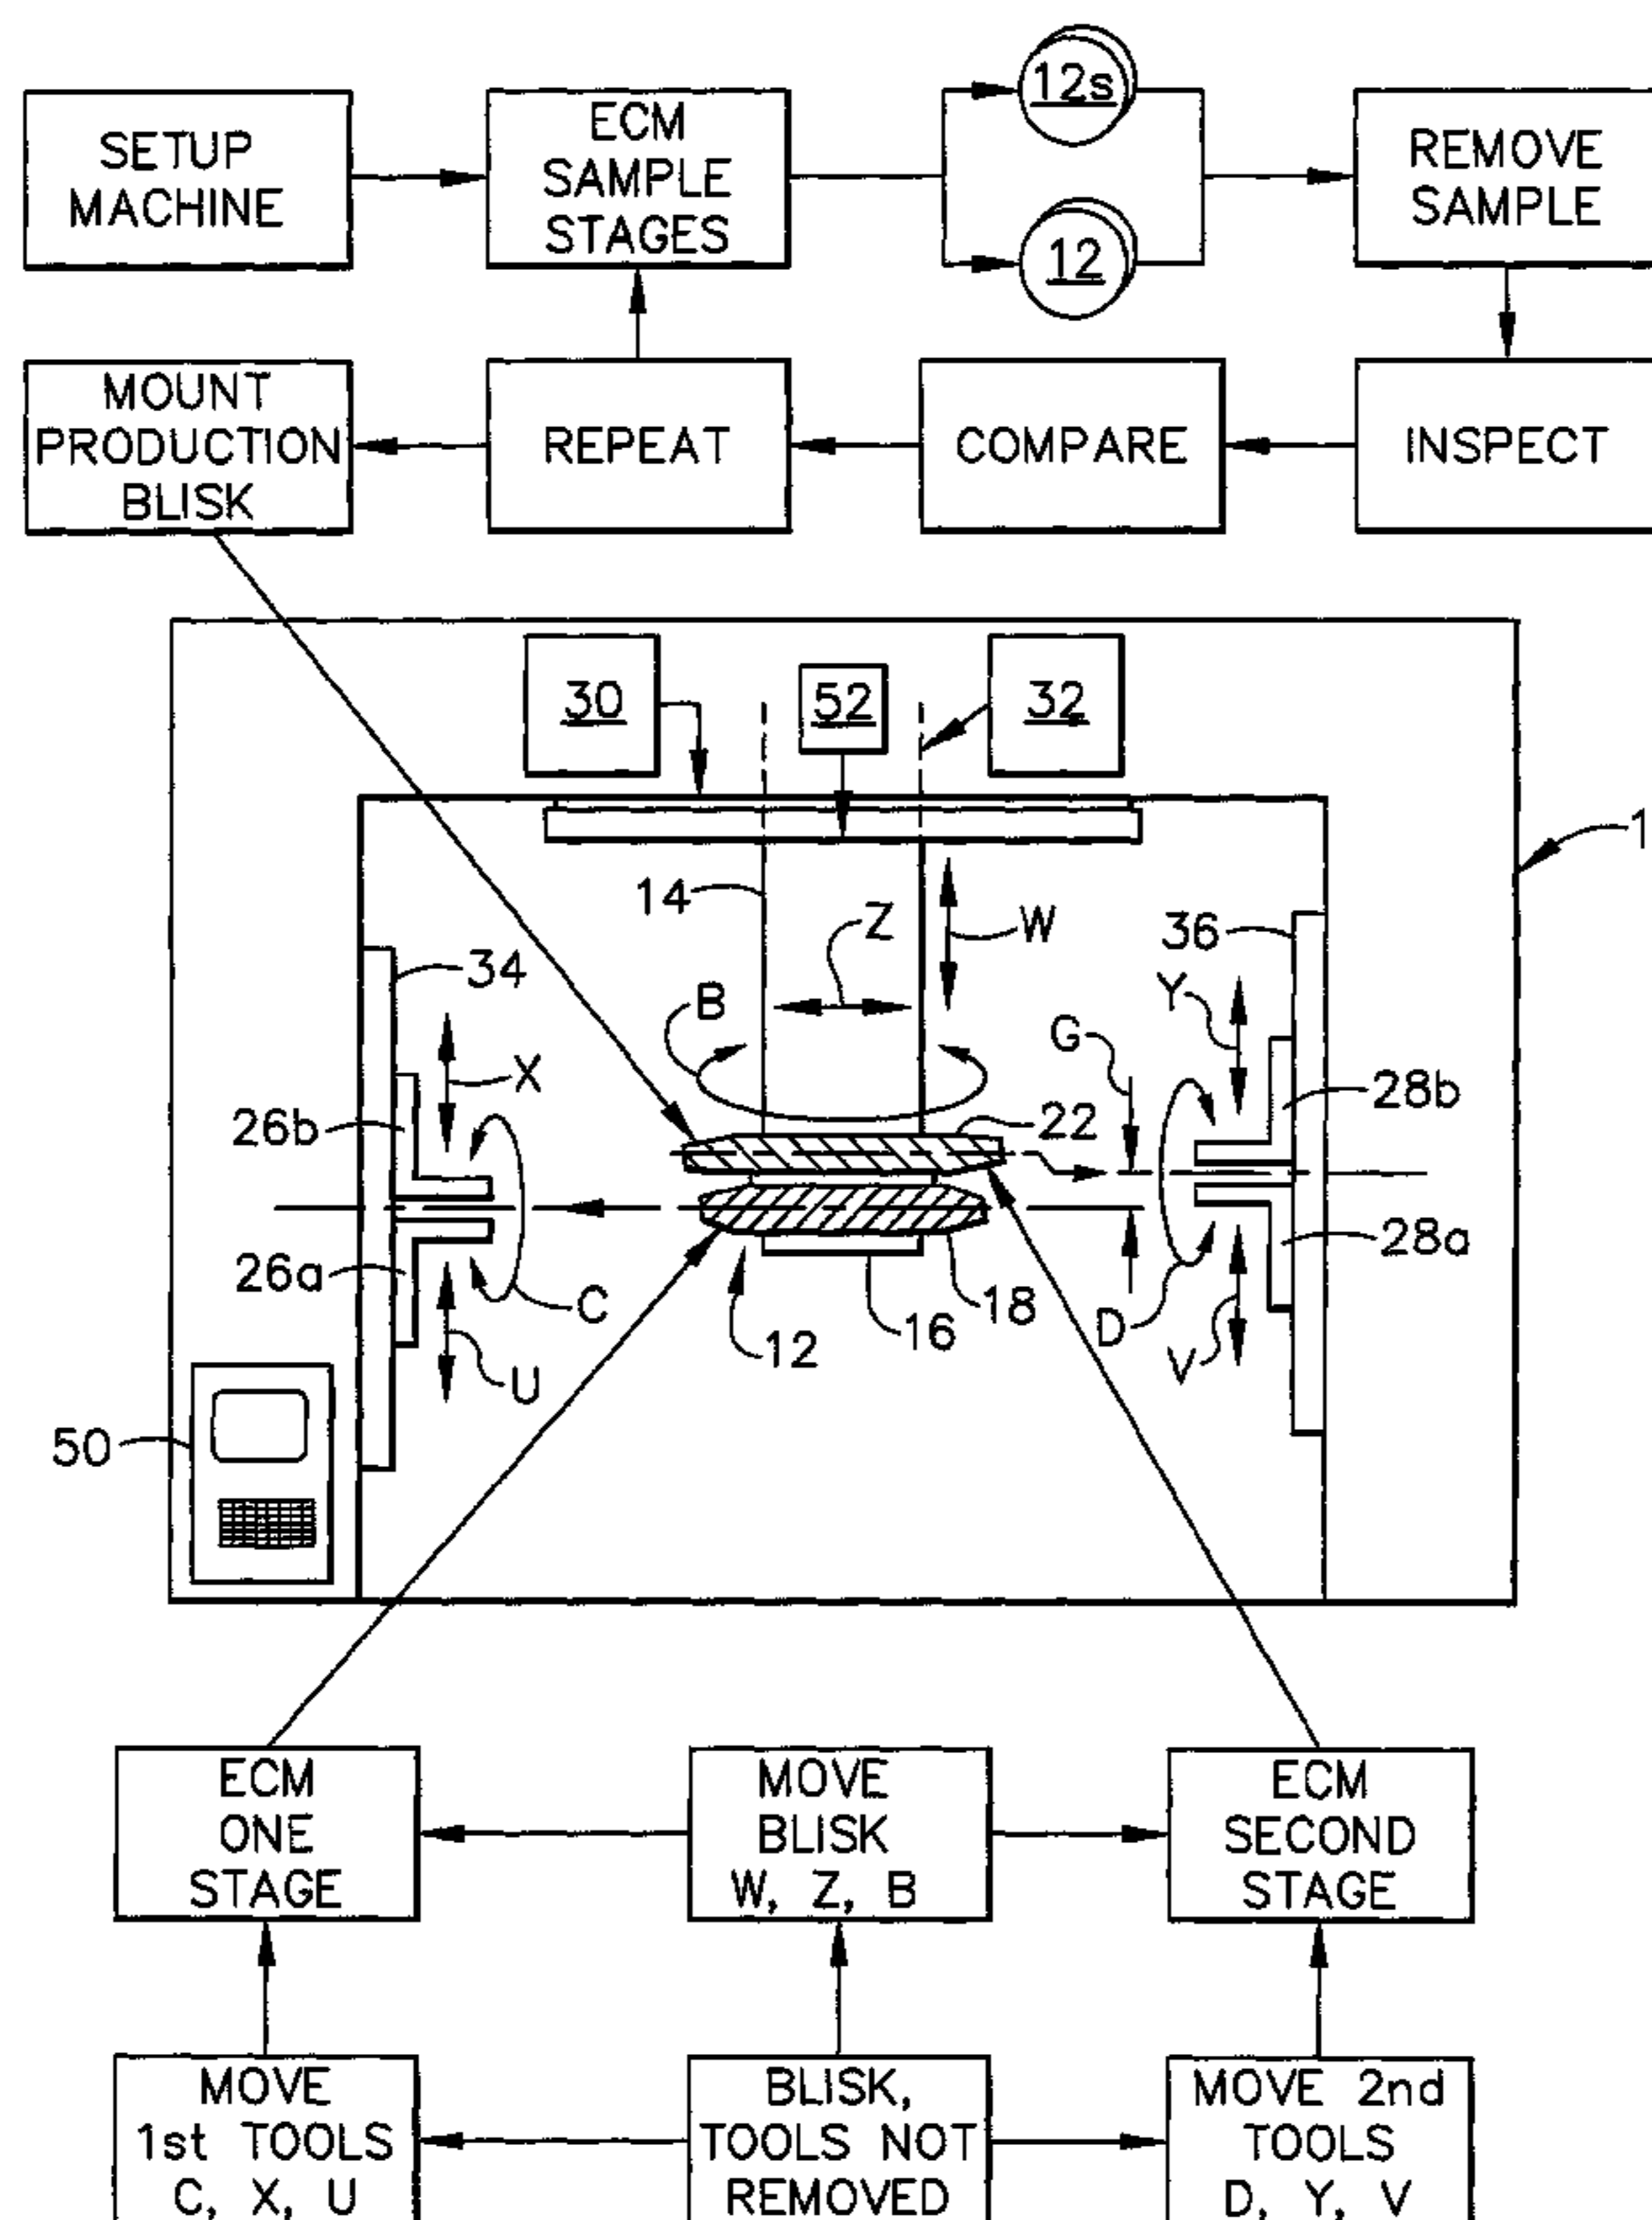 SETUP
MACHINE
ECM
SAMPLE
STAGES
12s
12
REMOVE
SAMPLE
MOUNT
PRODUCTION
BLISK
REPEAT
COMPARE
INSPECT
30
52
32
1
14
Z
W
36
34
B
Y
G
X
28b
26b
22
26a
28a
C
18
D
16
12
V
U
50
ECM
ONE
STAGE
MOVE
BLISK
W, Z, B
ECM
SECOND
STAGE
MOVE
1st TOOLS
C, X, U
BLISK,
TOOLS NOT
REMOVED
MOVE 2nd
TOOLS
D, Y, V